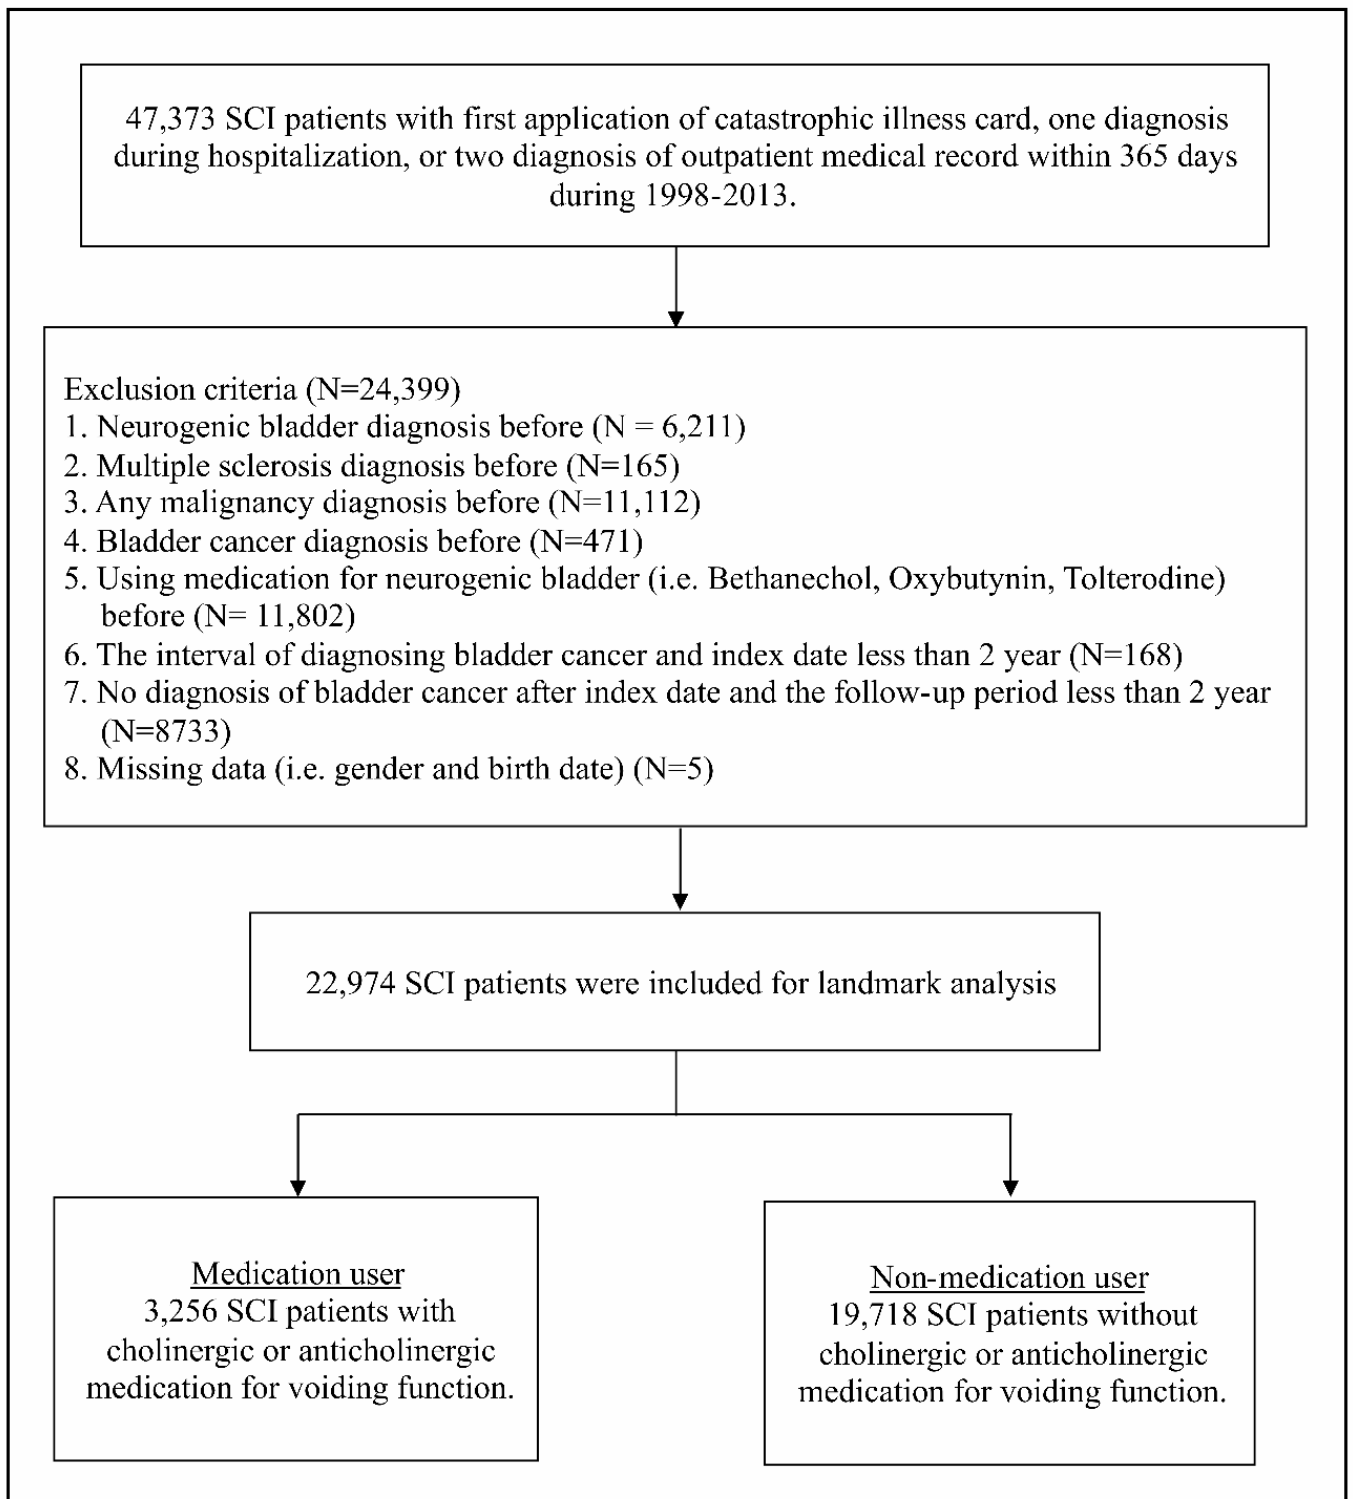 47,373 SCI patients with first application of catastrophic illness card, one diagnosis
during hospitalization, or two diagnosis of outpatient medical record within 365 days
during 1998-2013.
Exclusion criteria (N=24,399)
1. Neurogenic bladder diagnosis before (N = 6,211)
2. Multiple sclerosis diagnosis before (N=165)
3. Any malignancy diagnosis before (N=11,112)
4. Bladder cancer diagnosis before (N=471)
5. Using medication for neurogenic bladder (i.e. Bethanechol, Oxybutynin, Tolterodine)
before (N= 11,802)
6. The interval of diagnosing bladder cancer and index date less than 2 year (N=168)
7. No diagnosis of bladder cancer after index date and the follow-up period less than 2 year
(N=8733)
8. Missing data (i.e. gender and birth date) (N=5)
22,974 SCI patients were included for landmark analysis
Medication user
3,256 SCI patients with
cholinergic or anticholinergic
medication for voiding function.
Non-medication user
19,718 SCI patients without
cholinergic or anticholinergic
medication for voiding function.